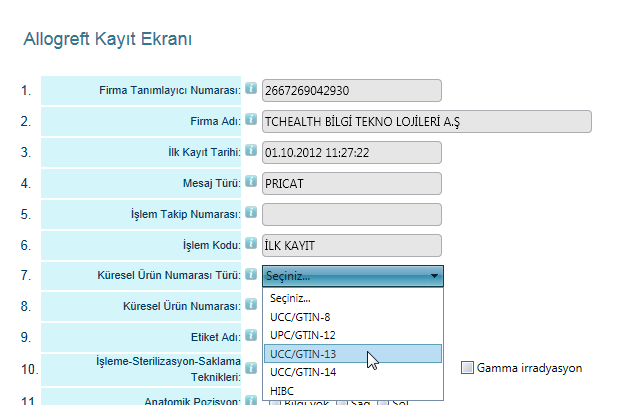 Allogreft Kayıt Ekranı
1. Firma Tanımlayıcı Numarası: 2667269042930
2. Firma Adı: TCHEALTH BİLGİ TEKNO LOJİLERİ A.Ş
3. İlk Kayıt Tarihi: 01.10.2012 11:27:22
4. Mesaj Türü: PRICAT
5. İşlem Takip Numarası:
6. İşlem Kodu: İLK KAYIT
7. Küresel Ürün Numarası Türü: Seçiniz...
Seçiniz...
8. Küresel Ürün Numarası: UCC/GTIN-8
UPC/GTIN-12
9. Etiket Adı:
UCC/GTIN-13
10. İşleme-Sterilizasyon-Saklama Teknikleri: UCC/GTIN-14 Gamma irradyasyon
HIBC
11. Anatomik Pozisyon: Bilgi yok Sağ Sol